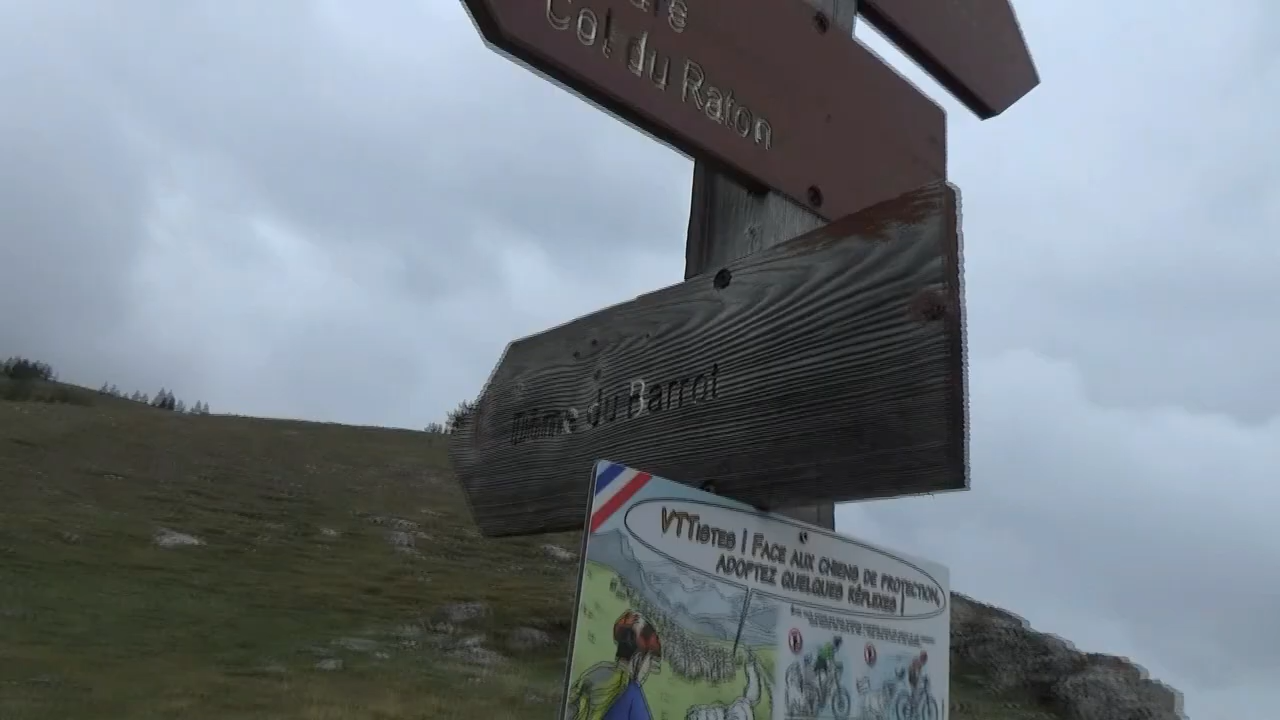 Col du Raton
Dôme du Barrot
VTTistes ! Face aux chiens de protection,
adoptez quelques réflexes !